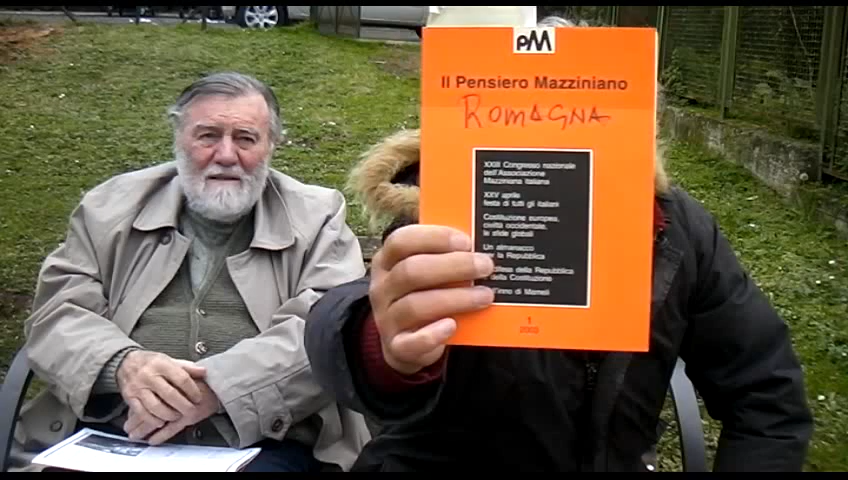 PM
Il Pensiero Mazziniano
ROMAGNA
XXIII Congresso nazionale
dell'Associazione
Mazziniana Italiana
XXV aprile
festa di tutti gli italiani
Costituzione europea,
civiltà occidentale,
le sfide globali
Un almanacco
per la Repubblica
della Repubblica
della Costituzione
inno di Mameli
1
2005